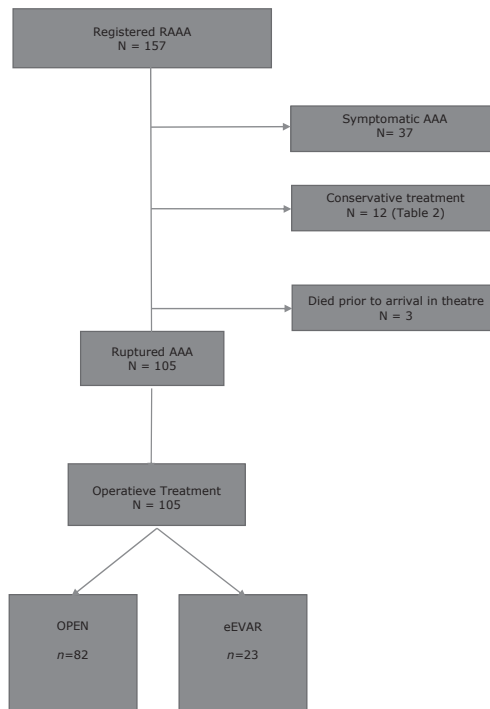 Registered RAAA
N = 157
Symptomatic AAA
N= 37
Conservative treatment
N = 12 (Table 2)
Died prior to arrival in theatre
N = 3
Ruptured AAA
N = 105
Operatieve Treatment
N = 105
OPEN
n=82
eEVAR
n=23